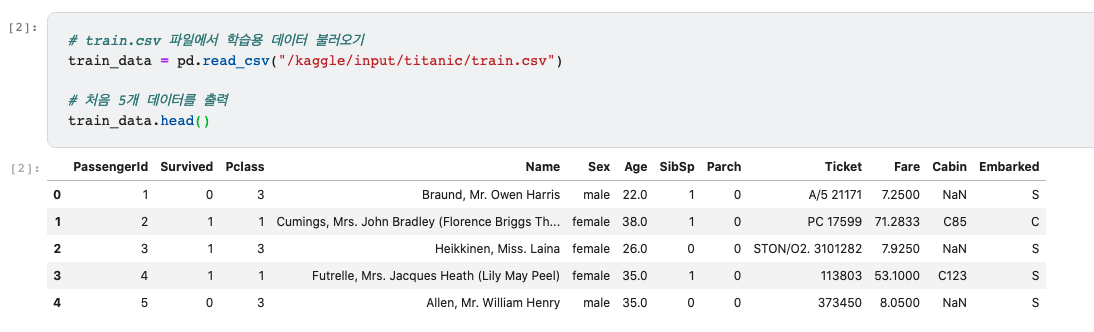 [2]:
# train.csv 파일에서 학습용 데이터 불러오기
train_data = pd.read_csv("/kaggle/input/titanic/train.csv")
# 처음 5개 데이터를 출력
train_data.head()
[2]:
PassengerId Survived Pclass Name Sex Age SibSp Parch Ticket Fare Cabin Embarked
0 1 0 3 Braund, Mr. Owen Harris male 22.0 1 0 A/5 21171 7.2500 NaN S
1 2 1 1 Cumings, Mrs. John Bradley (Florence Briggs Th... female 38.0 1 0 PC 17599 71.2833 C85 C
2 3 1 3 Heikkinen, Miss. Laina female 26.0 0 0 STON/O2. 3101282 7.9250 NaN S
3 4 1 1 Futrelle, Mrs. Jacques Heath (Lily May Peel) female 35.0 1 0 113803 53.1000 C123 S
4 5 0 3 Allen, Mr. William Henry male 35.0 0 0 373450 8.0500 NaN S